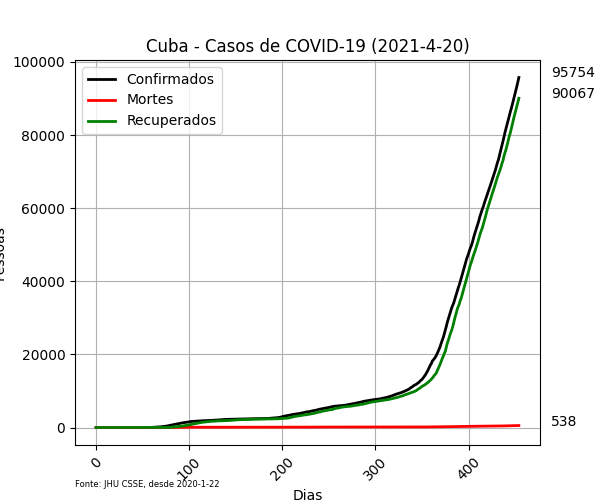 Cuba - Casos de COVID-19 (2021-4-20)
Confirmados
Mortes
Recuperados
100000
80000
60000
40000
20000
0
95754
90067
538
0
100
200
300
400
Dias
Fonte: JHU CSSE, desde 2020-1-22